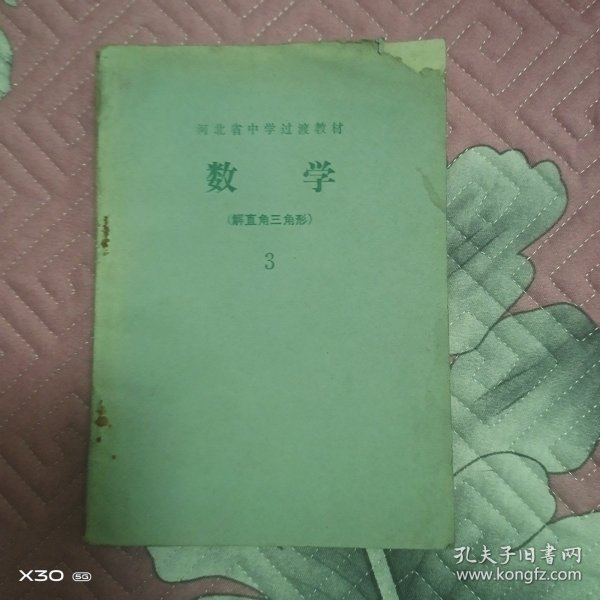 河北省中学过渡教材
数 学
(解直角三角形)
3
X30 5G
孔夫子旧书网
www.kongfz.com